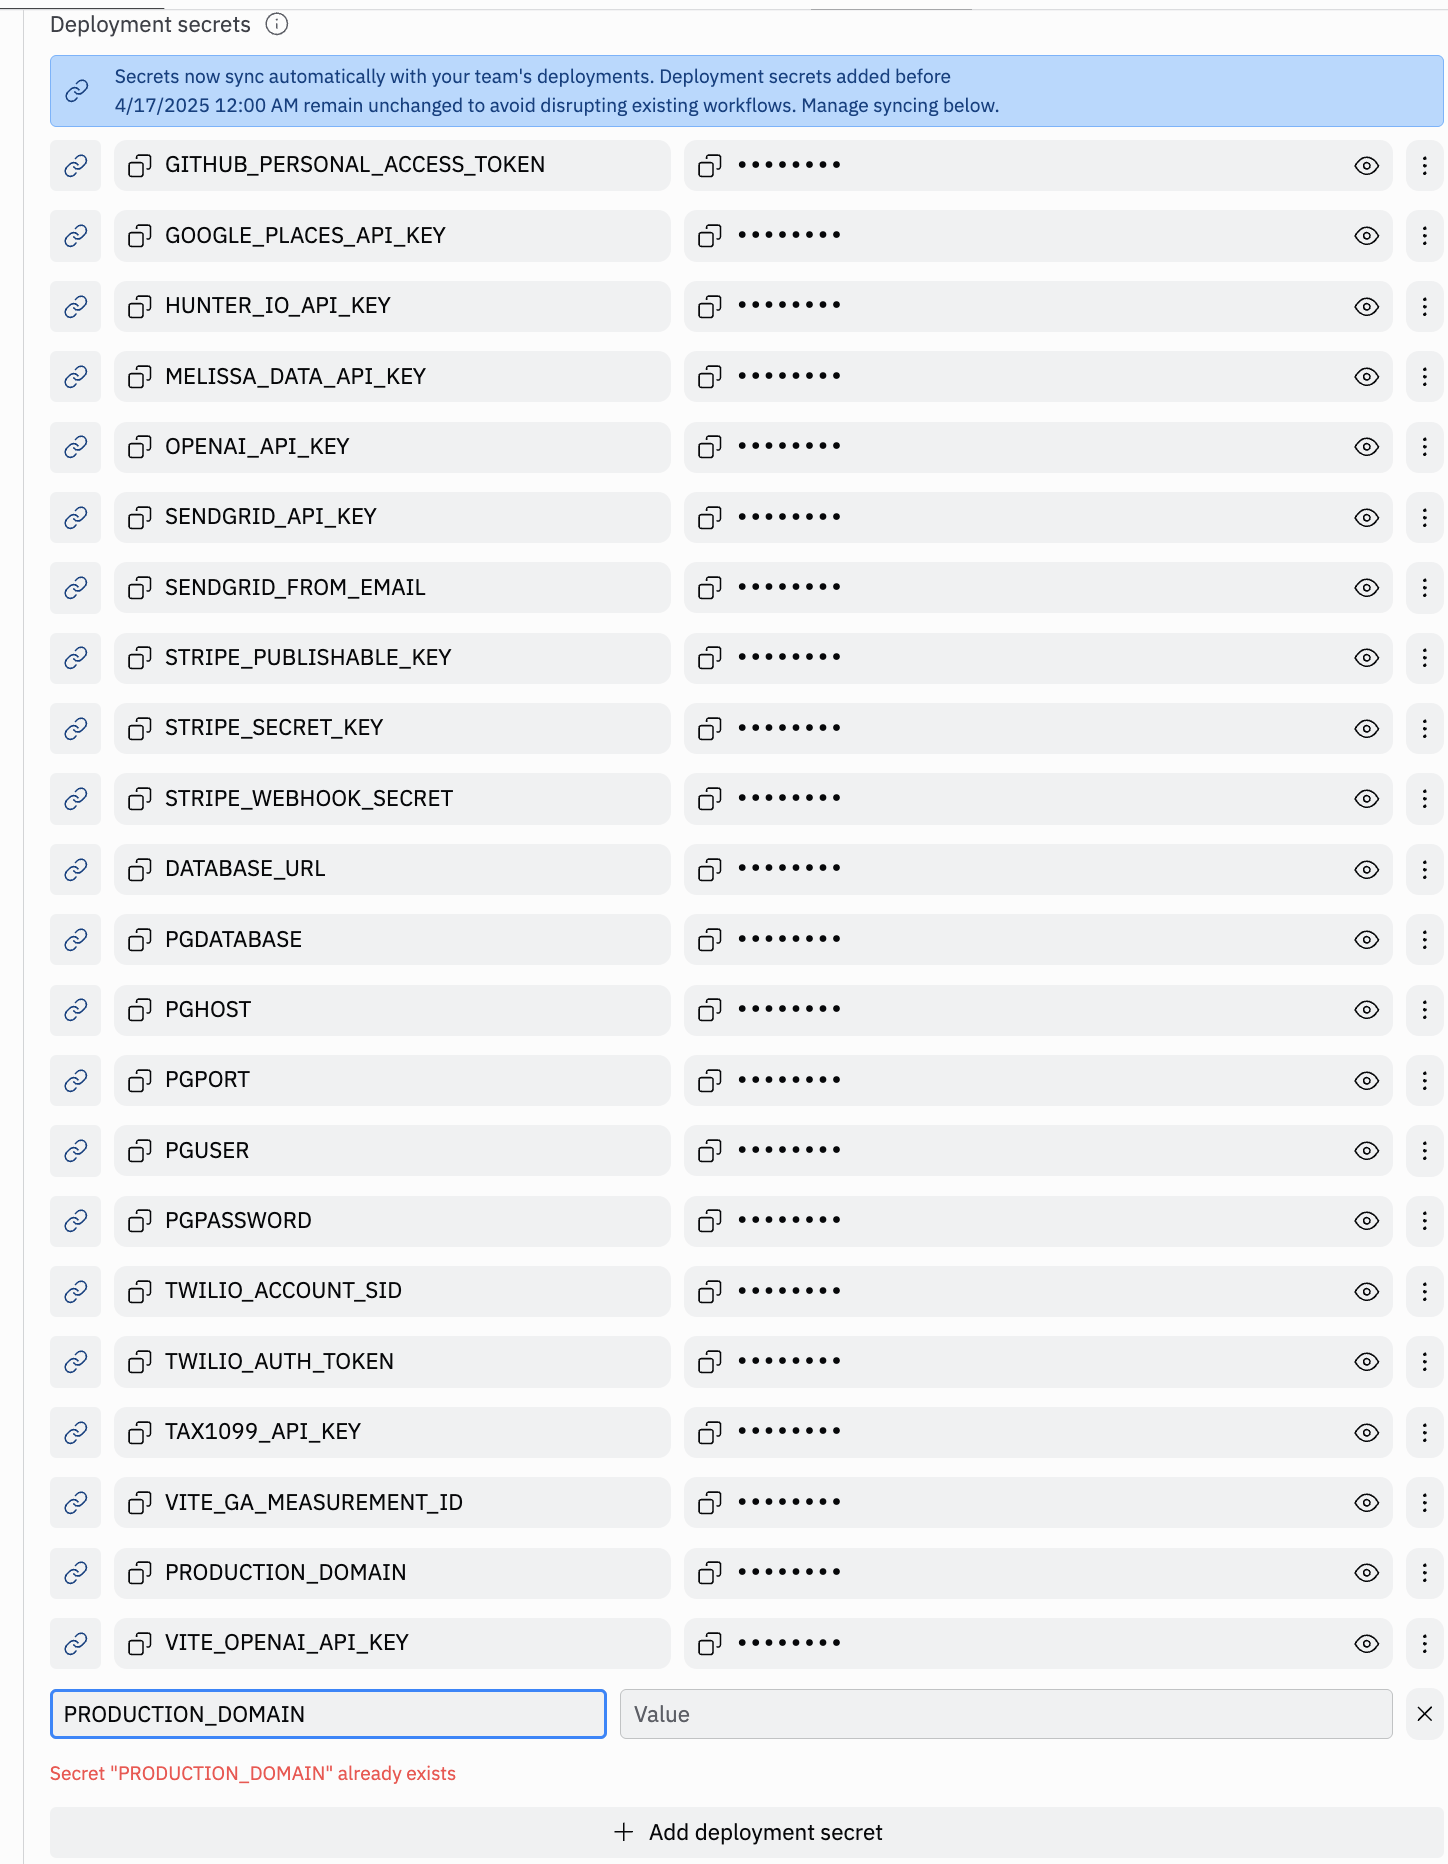 Deployment secrets
Secrets now sync automatically with your team's deployments. Deployment secrets added before
4/17/2025 12:00 AM remain unchanged to avoid disrupting existing workflows. Manage syncing below.
GITHUB_PERSONAL_ACCESS_TOKEN ••••••••
GOOGLE_PLACES_API_KEY ••••••••
HUNTER_IO_API_KEY ••••••••
MELISSA_DATA_API_KEY ••••••••
OPENAI_API_KEY ••••••••
SENDGRID_API_KEY ••••••••
SENDGRID_FROM_EMAIL ••••••••
STRIPE_PUBLISHABLE_KEY ••••••••
STRIPE_SECRET_KEY ••••••••
STRIPE_WEBHOOK_SECRET ••••••••
DATABASE_URL ••••••••
PGDATABASE ••••••••
PGHOST ••••••••
PGPORT ••••••••
PGUSER ••••••••
PGPASSWORD ••••••••
TWILIO_ACCOUNT_SID ••••••••
TWILIO_AUTH_TOKEN ••••••••
TAX1099_API_KEY ••••••••
VITE_GA_MEASUREMENT_ID ••••••••
PRODUCTION_DOMAIN ••••••••
VITE_OPENAI_API_KEY ••••••••
PRODUCTION_DOMAIN Value
Secret "PRODUCTION_DOMAIN" already exists
+ Add deployment secret